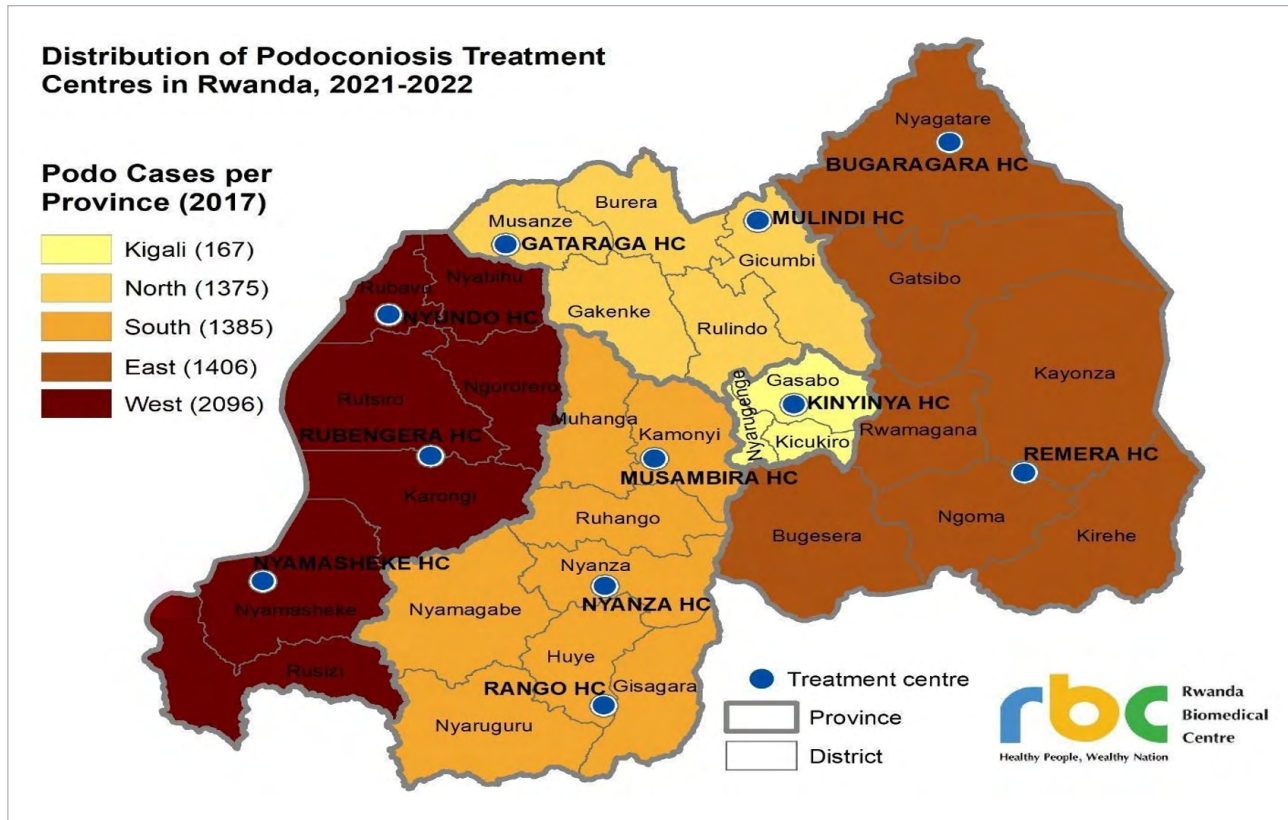 Distribution of Podoconiosis Treatment
Centres in Rwanda, 2021-2022
Podo Cases per
Province (2017)
Kigali (167)
North (1375)
South (1385)
East (1406)
West (2096)
Nyagatare
BUGARAGARA HC
Burera
Musanze
MULINDI HC
GATARAGA HC
Gicumbi
Nyabihu
Gatsibo
Rubavu
NYUNDO HC
Gakenke
Rulindo
Kayonza
Gasabo
Ngororero
Rutsiro
KINYINYA HC
Nyarugenge
Muhanga
Kamonyi
Kicukiro
Rwamagana
RUBENGERA HC
REMERA HC
MUSAMBIRA HC
Karongi
Ruhango
Ngoma
Bugesera
Kirehe
NYAMASHEKE HC
Nyanza
Nyamasheke
Nyamagabe
NYANZA HC
Huye
Rusizi
RANGO HC
Gisagara
Nyaruguru
Treatment centre
Province
District
rbc
Rwanda
Biomedical
Centre
Healthy People, Wealthy Nation